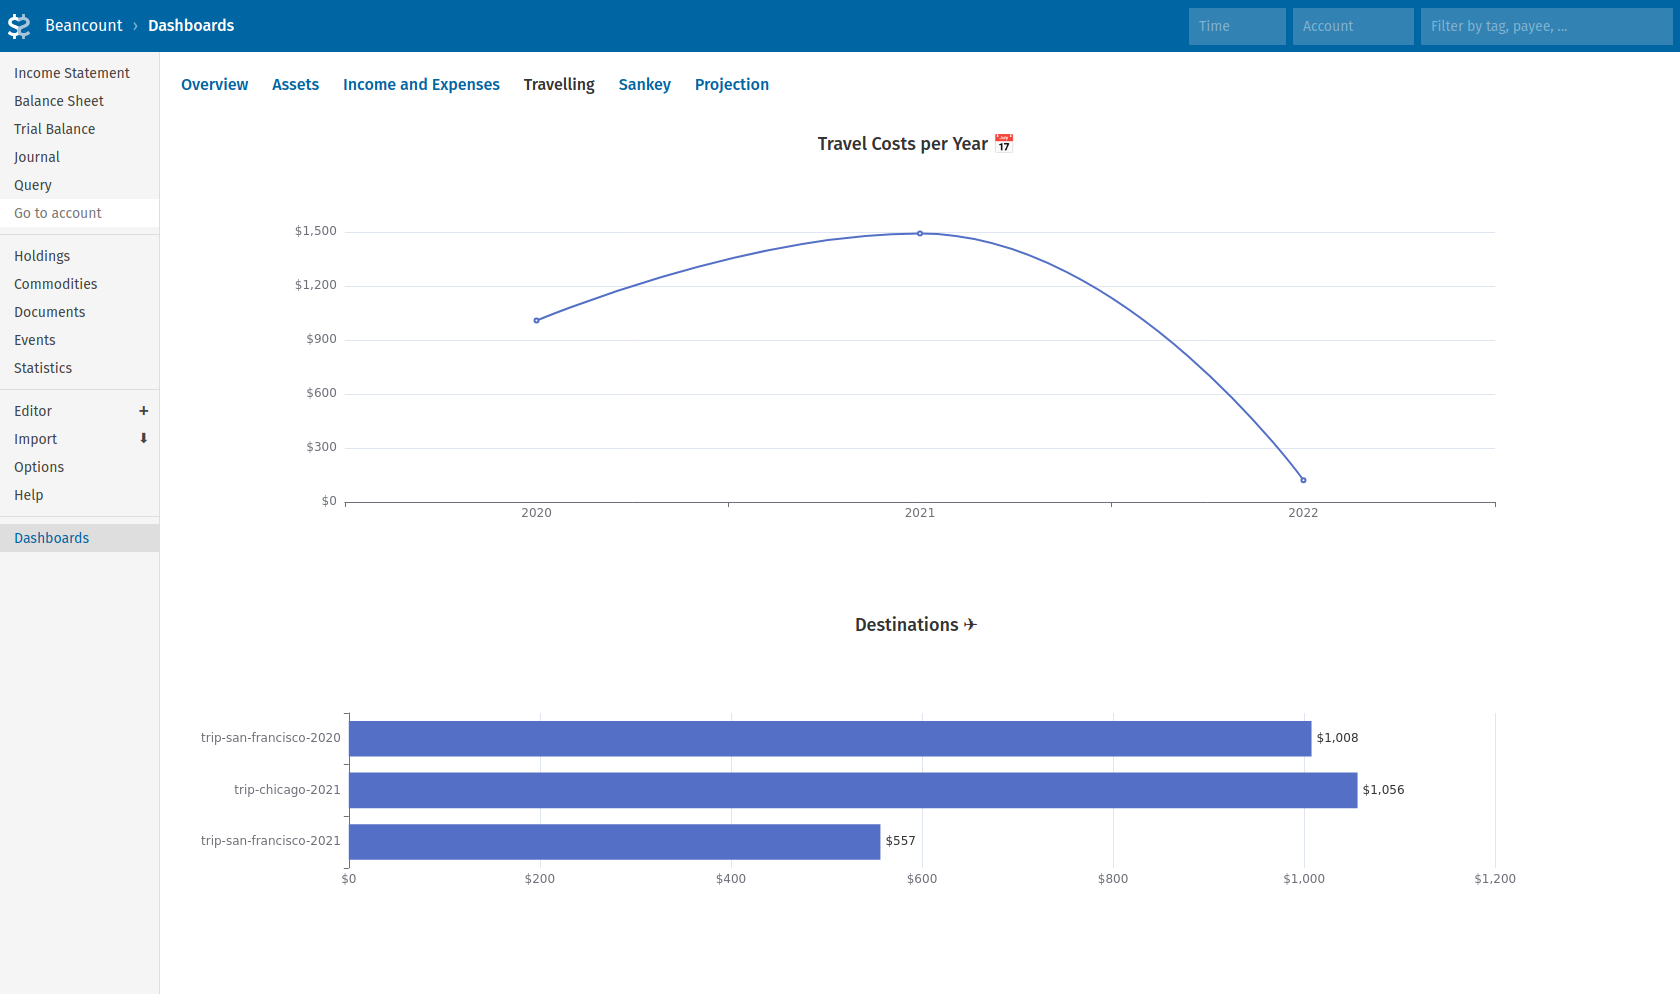 Beancount › Dashboards
Time
Account
Filter by tag, payee, ...
Income Statement
Balance Sheet
Trial Balance
Journal
Query
Go to account
Holdings
Commodities
Documents
Events
Statistics
Editor +
Import
Options
Help
Dashboards
Overview Assets Income and Expenses Travelling Sankey Projection
Travel Costs per Year 📅
$1,500
$1,200
$900
$600
$300
$0
2020 2021 2022
Destinations ✈
trip-san-francisco-2020 $1,008
trip-chicago-2021 $1,056
trip-san-francisco-2021 $557
$0 $200 $400 $600 $800 $1,000 $1,200